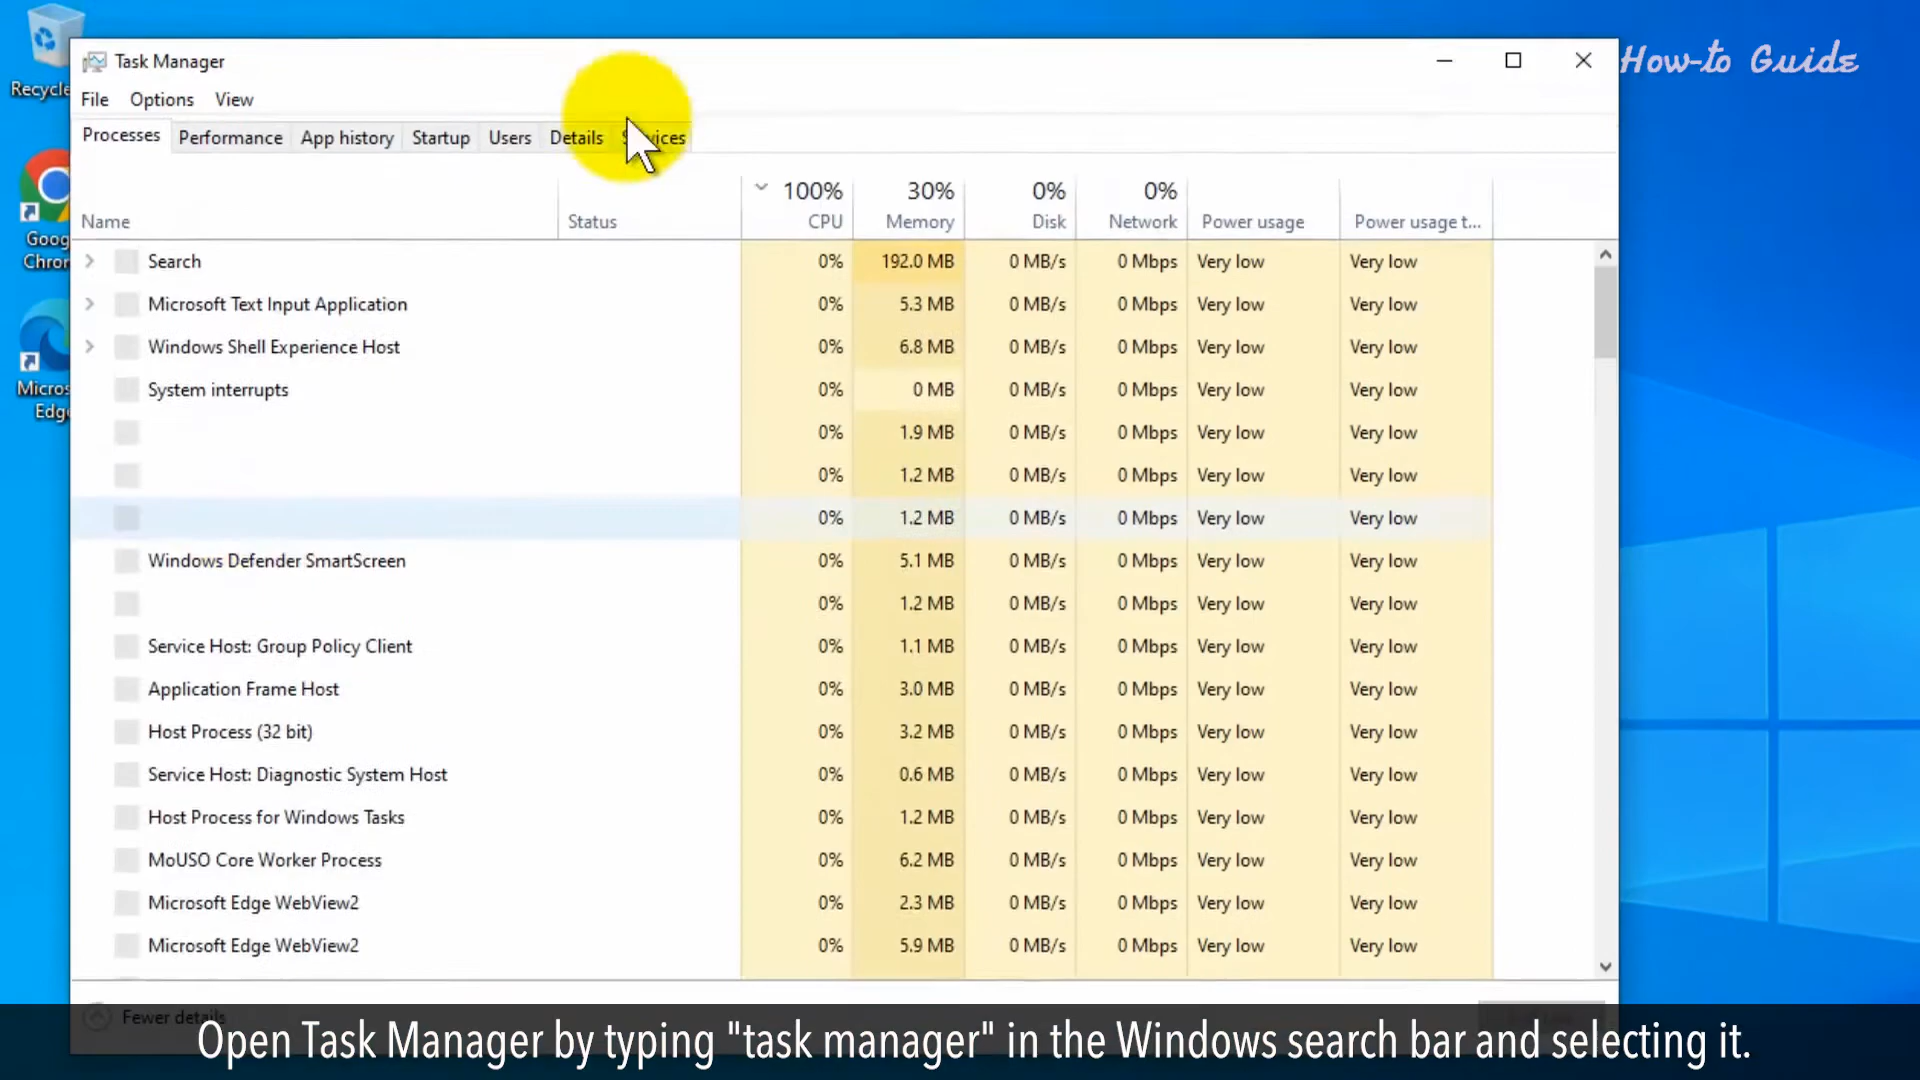 How-to Guide
Recycle
Task Manager
File Options View
Processes Performance App history Startup Users Details Services
100% 30% 0% 0%
Name Status CPU Memory Disk Network Power usage Power usage t...
Goog
Chron
Micros
Edge
Search 0% 192.0 MB 0 MB/s 0 Mbps Very low Very low
Microsoft Text Input Application 0% 5.3 MB 0 MB/s 0 Mbps Very low Very low
Windows Shell Experience Host 0% 6.8 MB 0 MB/s 0 Mbps Very low Very low
System interrupts 0% 0 MB 0 MB/s 0 Mbps Very low Very low
0% 1.9 MB 0 MB/s 0 Mbps Very low Very low
0% 1.2 MB 0 MB/s 0 Mbps Very low Very low
0% 1.2 MB 0 MB/s 0 Mbps Very low Very low
Windows Defender SmartScreen 0% 5.1 MB 0 MB/s 0 Mbps Very low Very low
0% 1.2 MB 0 MB/s 0 Mbps Very low Very low
Service Host: Group Policy Client 0% 1.1 MB 0 MB/s 0 Mbps Very low Very low
Application Frame Host 0% 3.0 MB 0 MB/s 0 Mbps Very low Very low
Host Process (32 bit) 0% 3.2 MB 0 MB/s 0 Mbps Very low Very low
Service Host: Diagnostic System Host 0% 0.6 MB 0 MB/s 0 Mbps Very low Very low
Host Process for Windows Tasks 0% 1.2 MB 0 MB/s 0 Mbps Very low Very low
MoUSO Core Worker Process 0% 6.2 MB 0 MB/s 0 Mbps Very low Very low
Microsoft Edge WebView2 0% 2.3 MB 0 MB/s 0 Mbps Very low Very low
Microsoft Edge WebView2 0% 5.9 MB 0 MB/s 0 Mbps Very low Very low
Fewer details
Open Task Manager by typing "task manager" in the Windows search bar and selecting it.